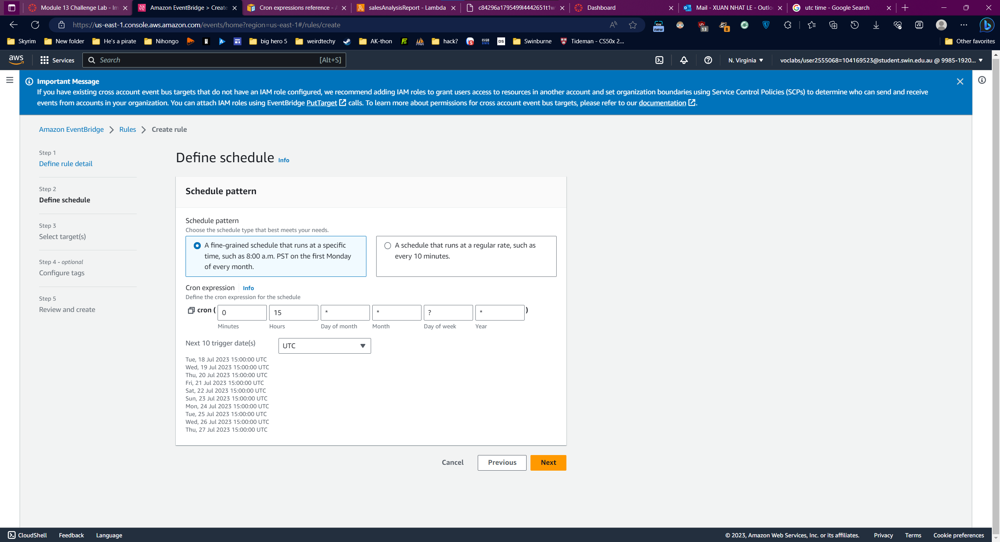 Module 13 Challenge Lab - Im
Amazon EventBridge > Create
Cron expressions reference - A
salesAnalysisReport - Lambda
c84296a1795499l4442651t1w
Dashboard
Mail - XUAN NHAT LE - Outlo
utc time - Google Search
https://us-east-1.console.aws.amazon.com/events/home?region=us-east-1#/rules/create
new
13
8
Skyrim
New folder
He's a pirate
Nihongo
big hero 5
weirdtechy
AK-thon
hack?
DS
Swinburne
Tideman - CS50x 2...
Other favorites
aws
Services
Search
[Alt+S]
N. Virginia
voclabs/user2555068=104169523@student.swin.edu.au @ 9985-1920...
Important Message
If you have existing cross account event bus targets that do not have an IAM role configured, we recommend adding IAM roles to grant users access to resources in another account and set organization boundaries using Service Control Policies (SCPs) to determine who can send and receive
events from accounts in your organization. You can attach IAM roles using EventBridge PutTarget calls. To learn more about permissions for cross account event bus targets, please refer to our documentation.
Amazon EventBridge
Rules
Create rule
Step 1
Define rule detail
Step 2
Define schedule
Step 3
Select target(s)
Step 4 - optional
Configure tags
Step 5
Review and create
Define schedule Info
Schedule pattern
Schedule pattern
Choose the schedule type that best meets your needs.
A fine-grained schedule that runs at a specific
time, such as 8:00 a.m. PST on the first Monday
of every month.
A schedule that runs at a regular rate, such as
every 10 minutes.
Cron expression Info
Define the cron expression for the schedule
cron ( 0 15 * * ? * )
Minutes Hours Day of month Month Day of week Year
Next 10 trigger date(s)
UTC
Tue, 18 Jul 2023 15:00:00 UTC
Wed, 19 Jul 2023 15:00:00 UTC
Thu, 20 Jul 2023 15:00:00 UTC
Fri, 21 Jul 2023 15:00:00 UTC
Sat, 22 Jul 2023 15:00:00 UTC
Sun, 23 Jul 2023 15:00:00 UTC
Mon, 24 Jul 2023 15:00:00 UTC
Tue, 25 Jul 2023 15:00:00 UTC
Wed, 26 Jul 2023 15:00:00 UTC
Thu, 27 Jul 2023 15:00:00 UTC
Cancel
Previous
Next
CloudShell
Feedback
Language
© 2023, Amazon Web Services, Inc. or its affiliates.
Privacy
Terms
Cookie preferences